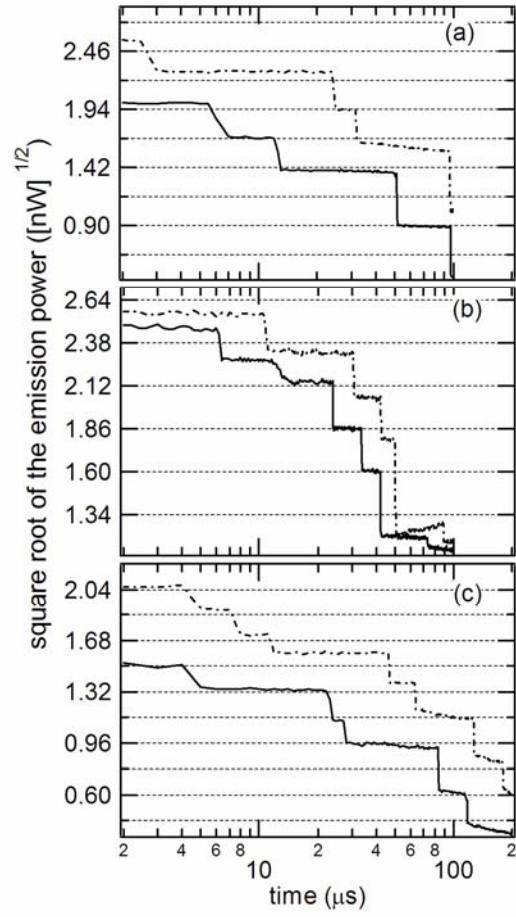 square root of the emission power ([nW] 1/2)
(a)
2.46
1.94
1.42
0.90
(b)
2.64
2.38
2.12
1.86
1.60
1.34
(c)
2.04
1.68
1.32
0.96
0.60
2 4 6 8 10 2 4 6 8 100 2
time (μs)